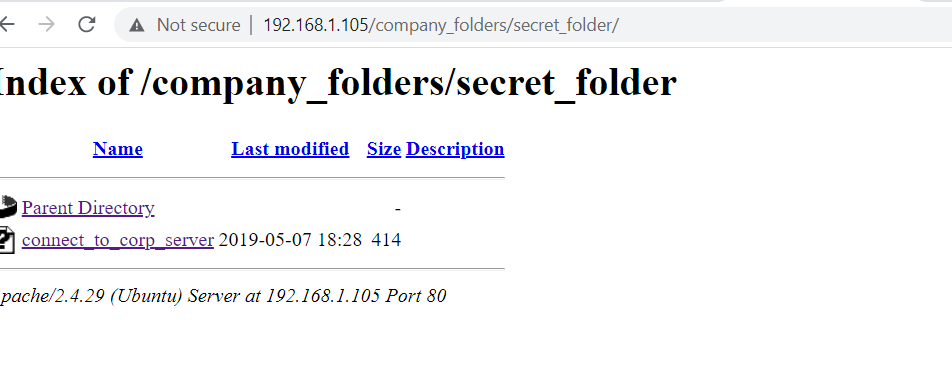 Not secure | 192.168.1.105/company_folders/secret_folder/
Index of /company_folders/secret_folder
Name Last modified Size Description
Parent Directory -
connect_to_corp_server 2019-05-07 18:28 414
pache/2.4.29 (Ubuntu) Server at 192.168.1.105 Port 80